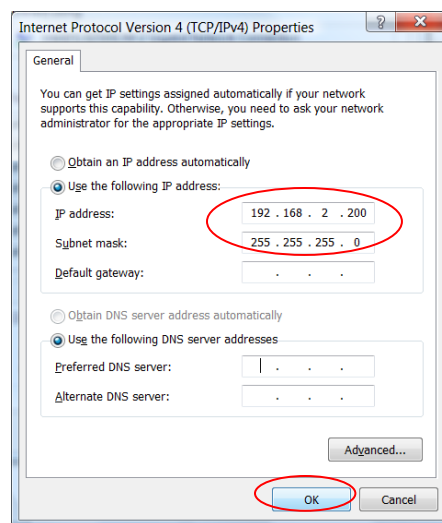 Internet Protocol Version 4 (TCP/IPv4) Properties
General
You can get IP settings assigned automatically if your network
supports this capability. Otherwise, you need to ask your network
administrator for the appropriate IP settings.
Obtain an IP address automatically
Use the following IP address:
IP address: 192 . 168 . 2 . 200
Subnet mask: 255 . 255 . 255 . 0
Default gateway: . . .
Obtain DNS server address automatically
Use the following DNS server addresses
Preferred DNS server: . . .
Alternate DNS server: . . .
Advanced...
OK Cancel